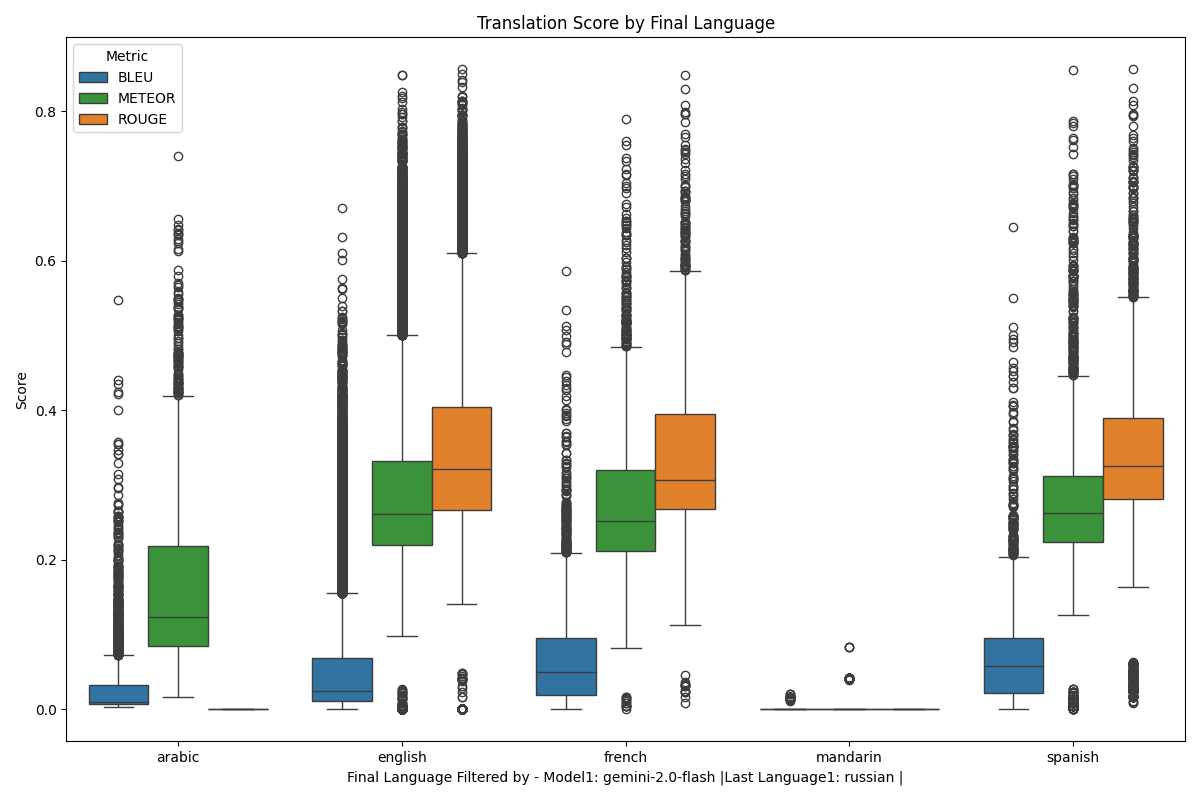 Translation Score by Final Language
Metric
BLEU
METEOR
ROUGE
Score
0.8
0.6
0.4
0.2
0.0
arabic
english
french
mandarin
spanish
Final Language Filtered by - Model1: gemini-2.0-flash |Last Language1: russian |